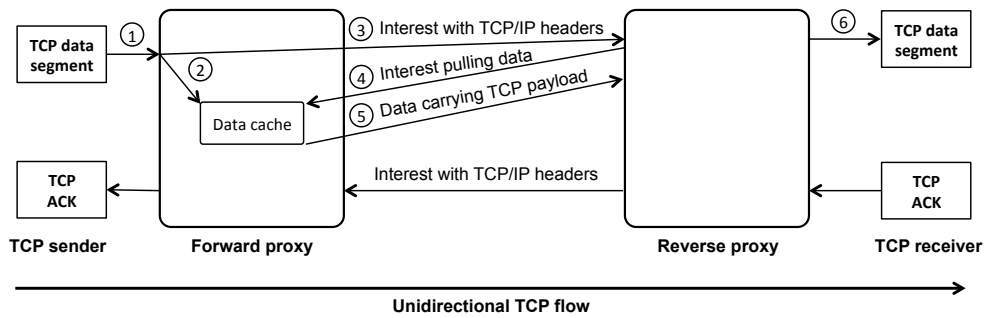 TCP data
segment
1
2
3 Interest with TCP/IP headers
4 Interest pulling data
5 Data carrying TCP payload
6
TCP data
segment
Data cache
TCP
ACK
Interest with TCP/IP headers
TCP
ACK
TCP sender
Forward proxy
Reverse proxy
TCP receiver
Unidirectional TCP flow